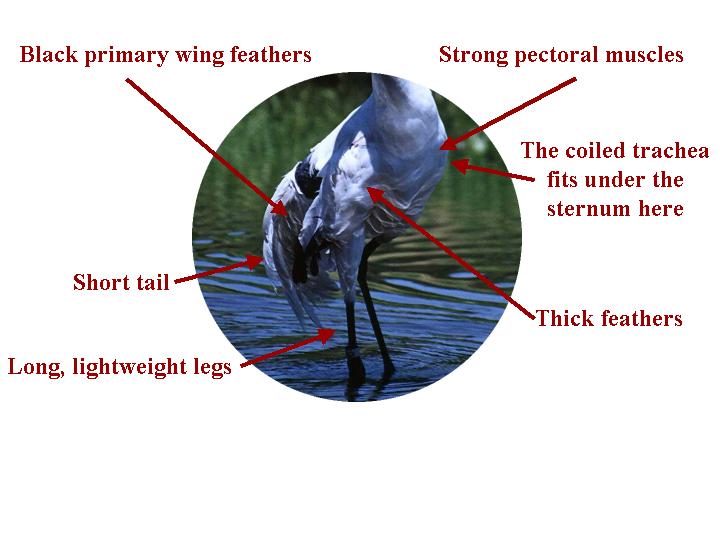 Black primary wing feathers
Strong pectoral muscles
The coiled trachea
fits under the
sternum here
Short tail
Thick feathers
Long, lightweight legs